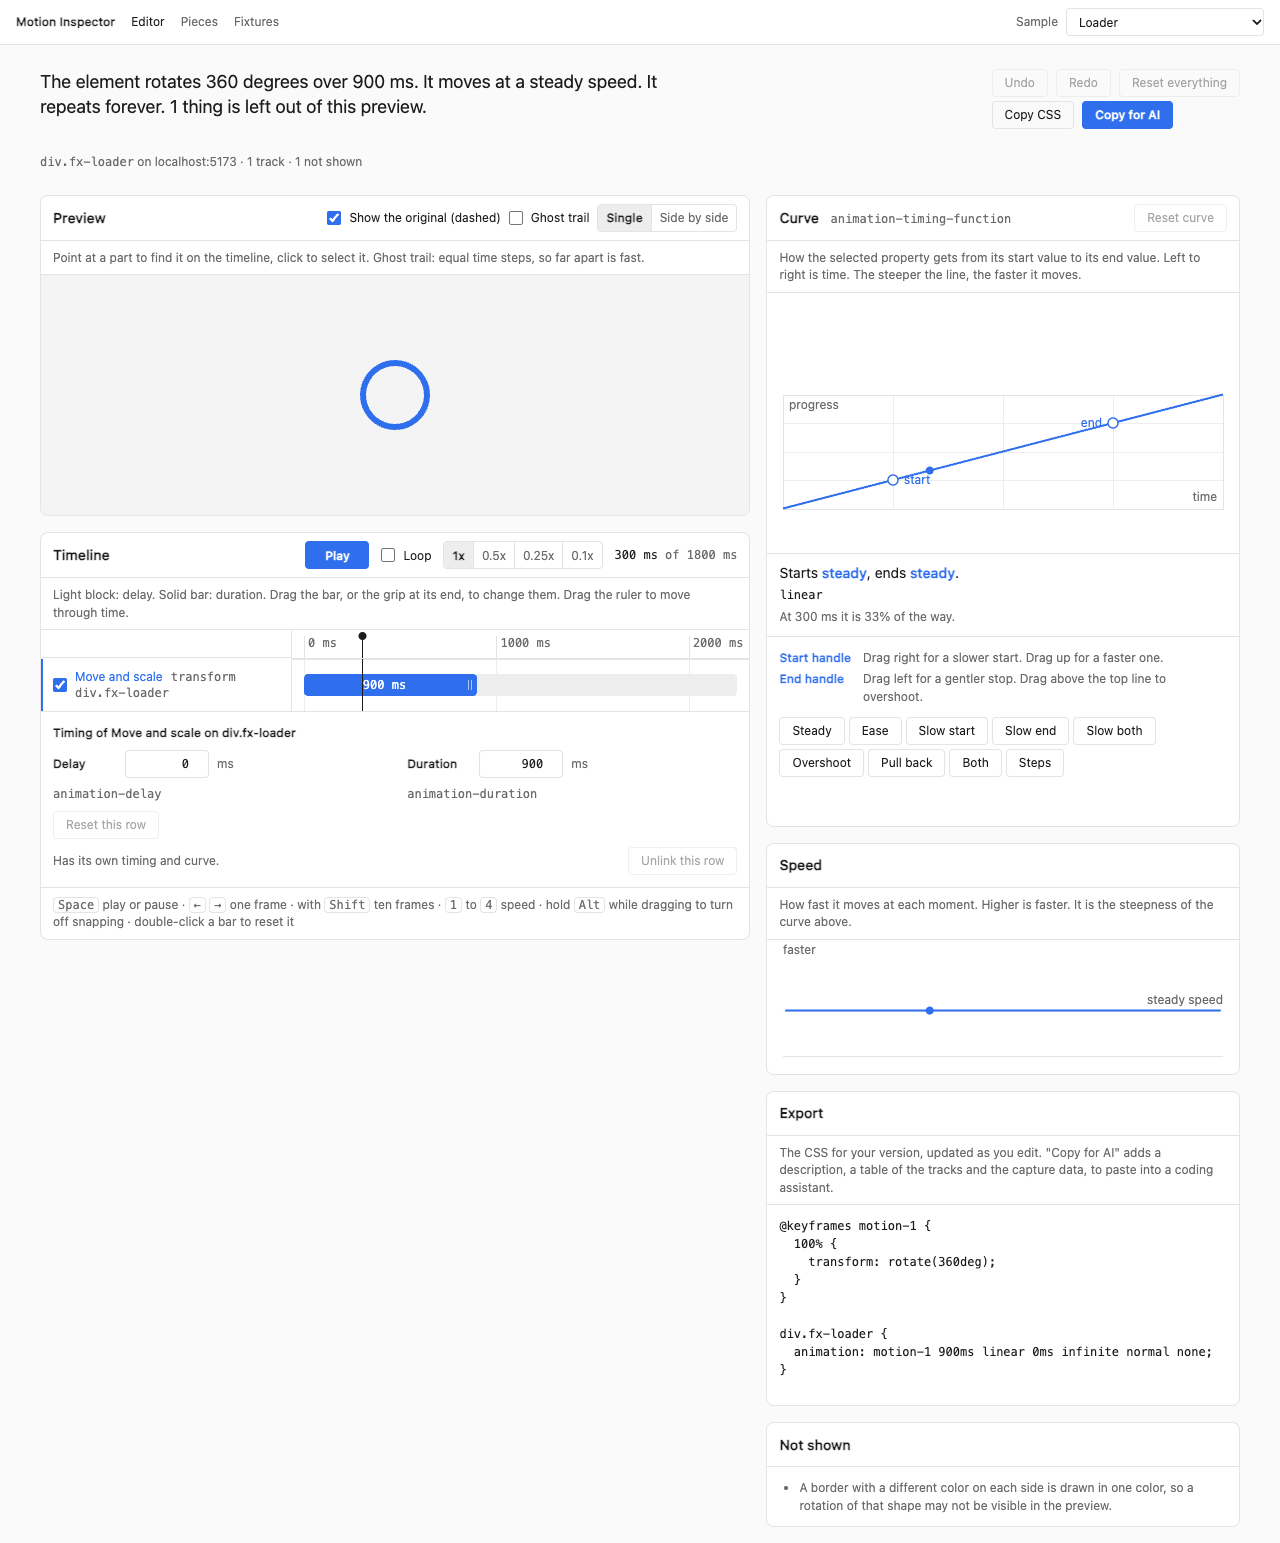 Motion Inspector Editor Pieces Fixtures
Sample Loader
The element rotates 360 degrees over 900 ms. It moves at a steady speed. It
repeats forever. 1 thing is left out of this preview.
Undo Redo Reset everything
Copy CSS Copy for AI
div.fx-loader on localhost:5173 · 1 track · 1 not shown
Preview
Show the original (dashed) Ghost trail Single Side by side
Point at a part to find it on the timeline, click to select it. Ghost trail: equal time steps, so far apart is fast.
Timeline
Play Loop 1x 0.5x 0.25x 0.1x 300 ms of 1800 ms
Light block: delay. Solid bar: duration. Drag the bar, or the grip at its end, to change them. Drag the ruler to move
through time.
0 ms 1000 ms 2000 ms
Move and scale transform
div.fx-loader
900 ms
Timing of Move and scale on div.fx-loader
Delay 0 ms Duration 900 ms
animation-delay animation-duration
Reset this row
Has its own timing and curve. Unlink this row
Space play or pause · ← → one frame · with Shift ten frames · 1 to 4 speed · hold Alt while dragging to turn
off snapping · double-click a bar to reset it
Curve animation-timing-function Reset curve
How the selected property gets from its start value to its end value. Left to
right is time. The steeper the line, the faster it moves.
progress
end
start
time
Starts steady, ends steady.
linear
At 300 ms it is 33% of the way.
Start handle Drag right for a slower start. Drag up for a faster one.
End handle Drag left for a gentler stop. Drag above the top line to
overshoot.
Steady Ease Slow start Slow end Slow both
Overshoot Pull back Both Steps
Speed
How fast it moves at each moment. Higher is faster. It is the steepness of the
curve above.
faster
steady speed
Export
The CSS for your version, updated as you edit. "Copy for AI" adds a
description, a table of the tracks and the capture data, to paste into a coding
assistant.
@keyframes motion-1 {
100% {
transform: rotate(360deg);
}
}
div.fx-loader {
animation: motion-1 900ms linear 0ms infinite normal none;
}
Not shown
• A border with a different color on each side is drawn in one color, so a
rotation of that shape may not be visible in the preview.